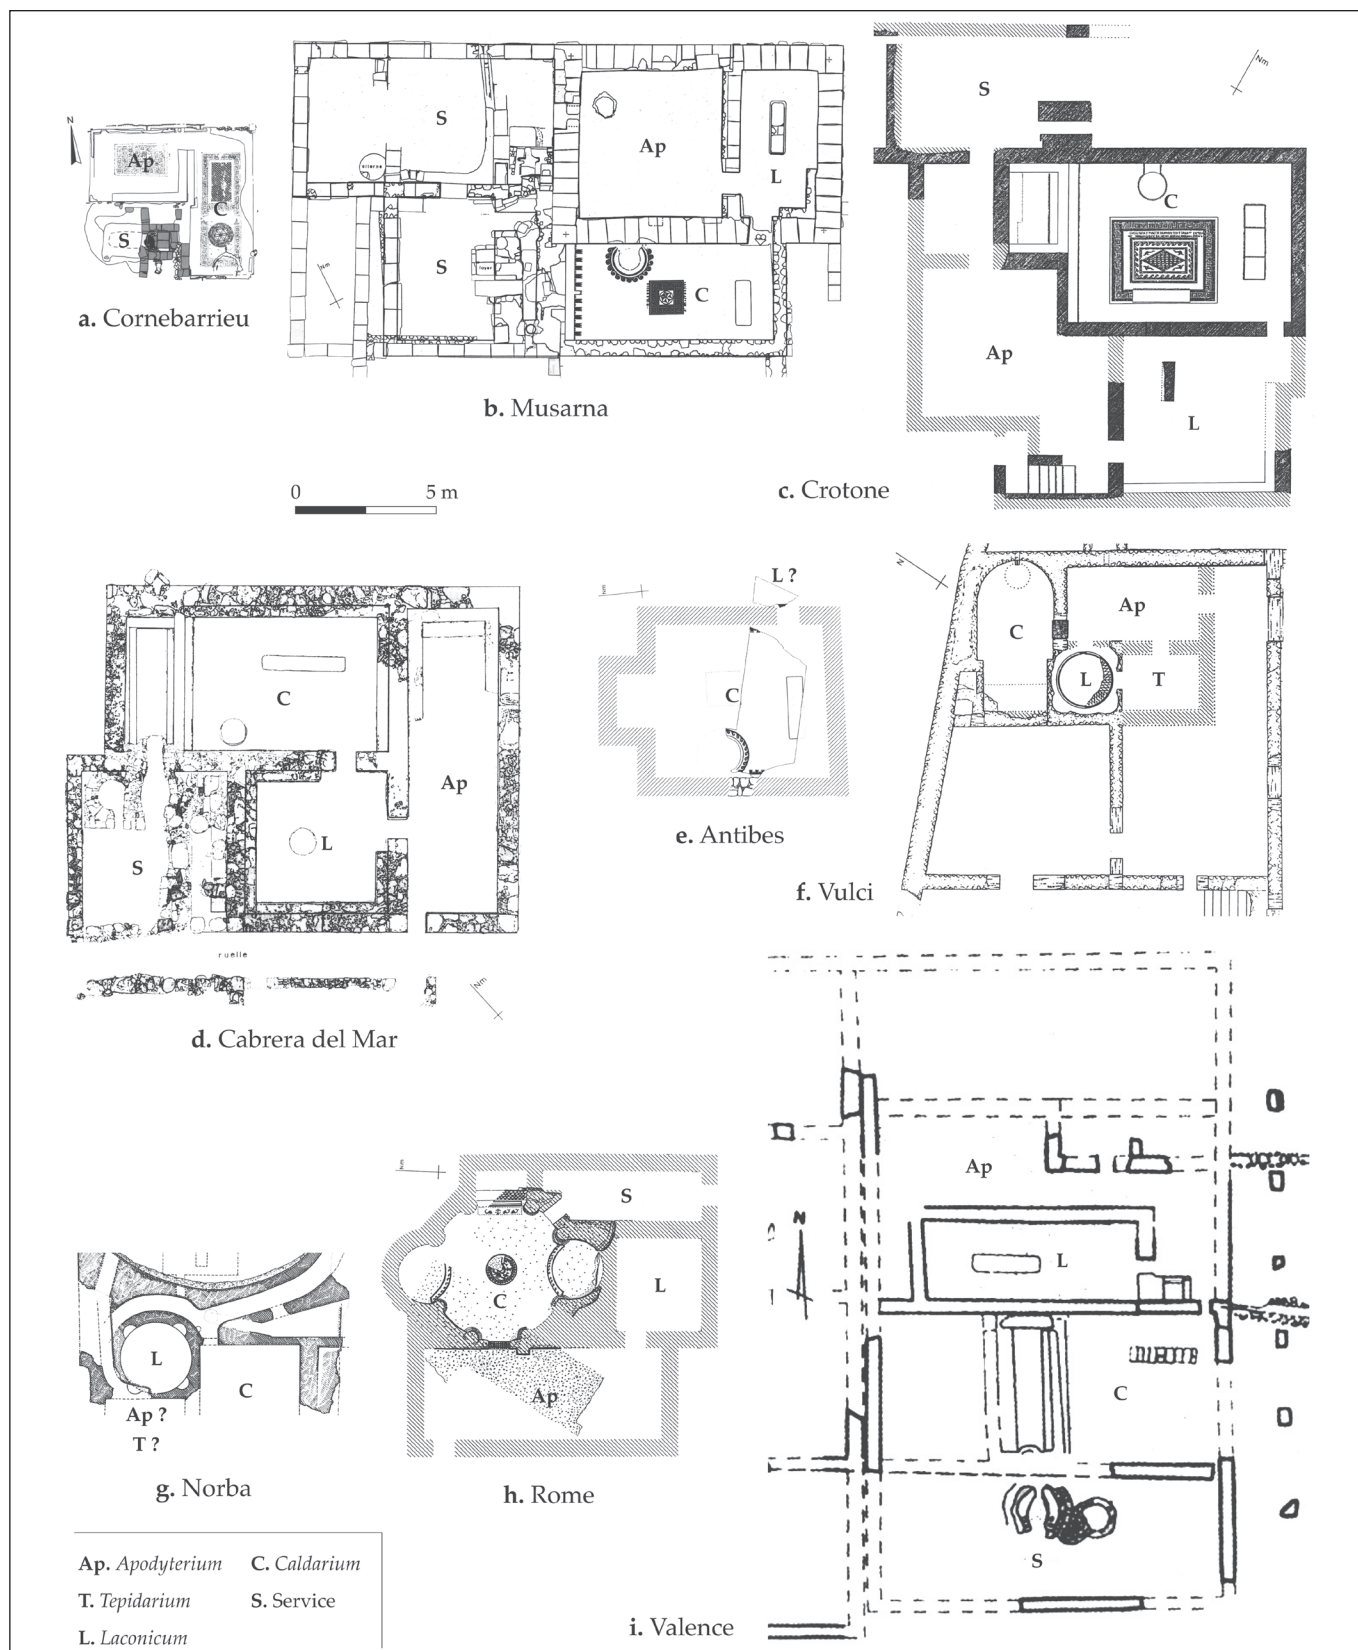 N
Ap
C
S
a. Cornebarrieu
S
Ap
L
citerne
S
foyer
C
Nm
b. Musarna
S
Nm
C
Ap
L
c. Crotone
0 5 m
C
Ap
L
S
ruelle
Nm
d. Cabrera del Mar
L ?
Nm
C
e. Antibes
N
Ap
C
L
T
f. Vulci
L
C
Ap ?
T ?
g. Norba
Nm
S
L
C
Ap
h. Rome
Ap
N
L
C
S
i. Valence
Ap. Apodyterium C. Caldarium
T. Tepidarium S. Service
L. Laconicum